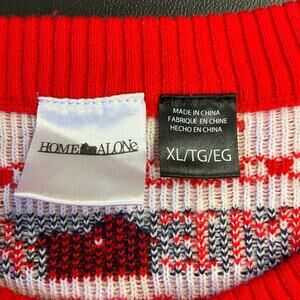 HOME ALONe
MADE IN CHINA
FABRIQUÉ EN CHINE
HECHO EN CHINA
XL/TG/EG